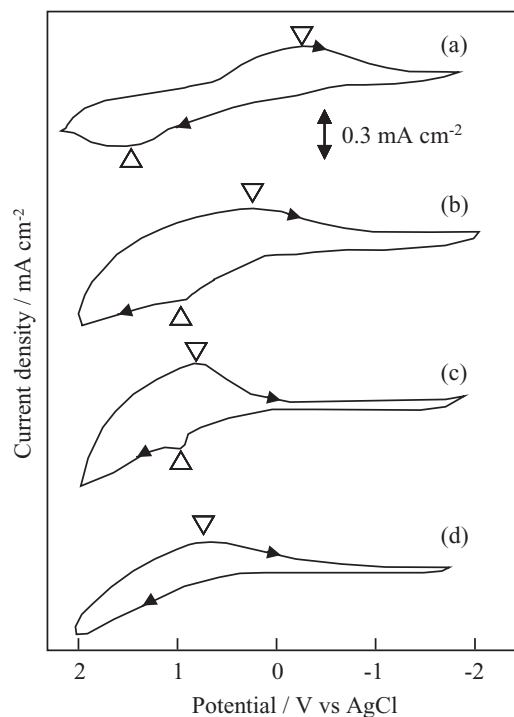 (a)
0.3 mA cm-2
(b)
(c)
(d)
Current density / mA cm-2
2 1 0 -1 -2
Potential / V vs AgCl